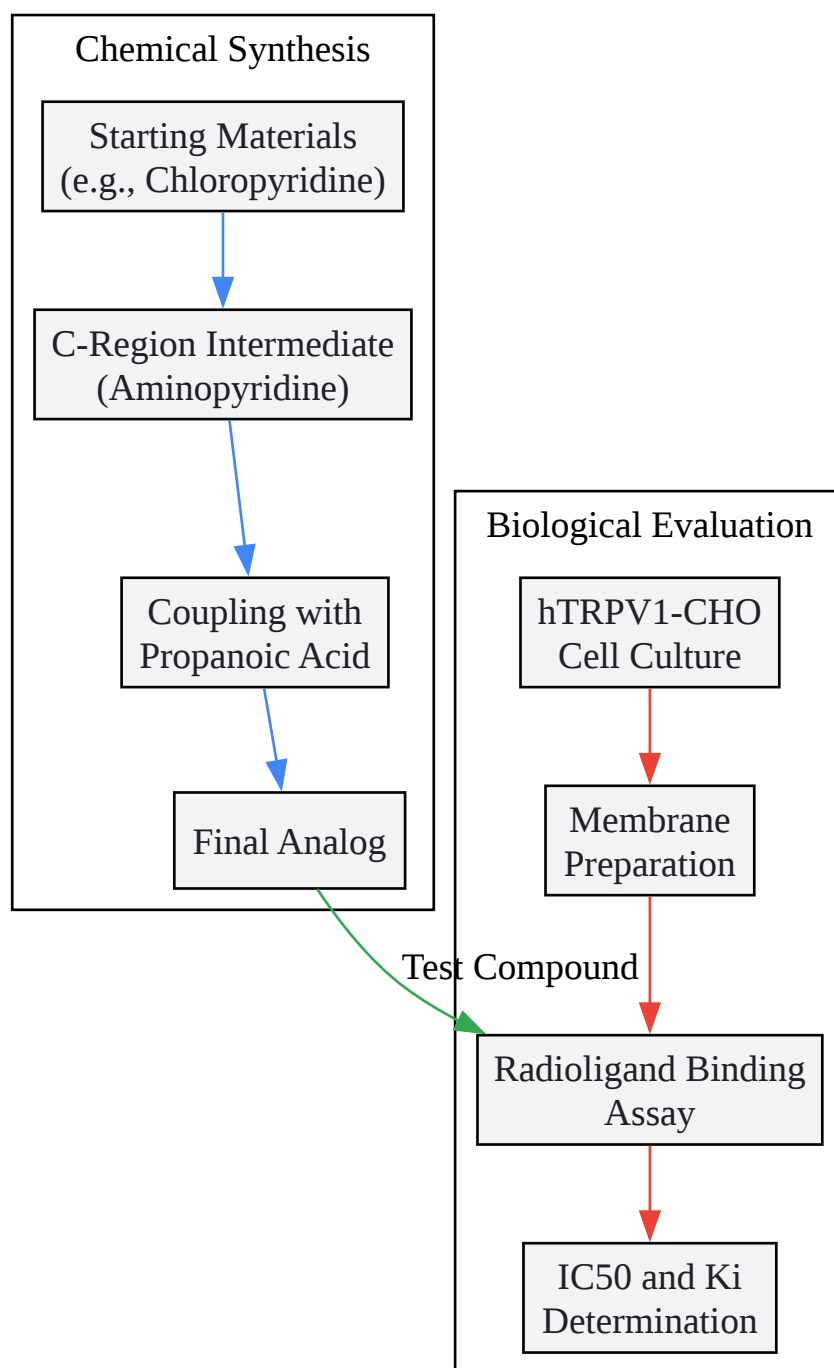 Chemical Synthesis
Starting Materials
(e.g., Chloropyridine)
C-Region Intermediate
(Aminopyridine)
Coupling with
Propanoic Acid
Final Analog
Biological Evaluation
hTRPV1-CHO
Cell Culture
Membrane
Preparation
Test Compound
Radioligand Binding
Assay
IC50 and Ki
Determination